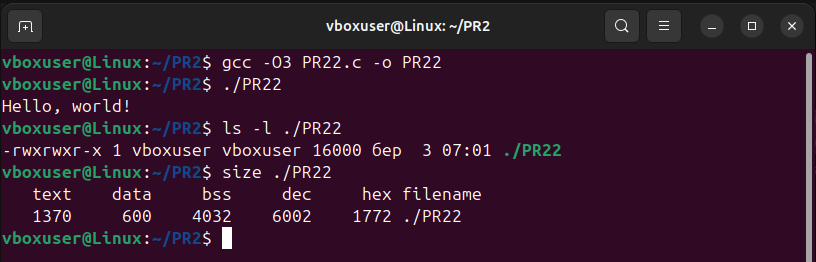 vboxuser@Linux: ~/PR2
vboxuser@Linux:~/PR2$ gcc -O3 PR22.c -o PR22
vboxuser@Linux:~/PR2$ ./PR22
Hello, world!
vboxuser@Linux:~/PR2$ ls -l ./PR22
-rwxrwxr-x 1 vboxuser vboxuser 16000 бер  3 07:01 ./PR22
vboxuser@Linux:~/PR2$ size ./PR22
   text    data     bss     dec     hex filename
   1370     600    4032    6002    1772 ./PR22
vboxuser@Linux:~/PR2$